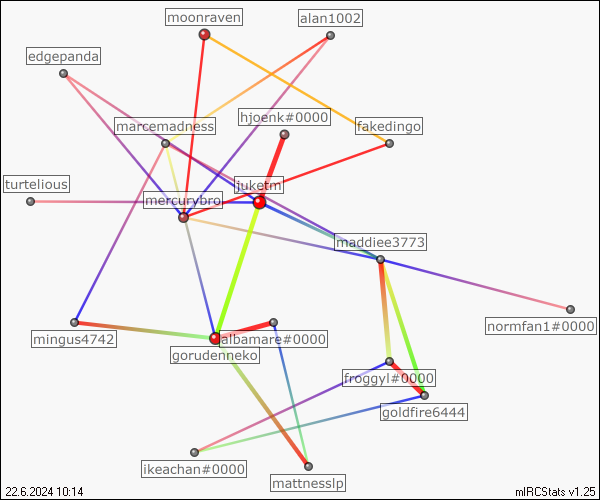 moonraven
alan1002
edgepanda
hjoenk#0000
marcemadness
fakedingo
turtelious
juketm
mercurybro
maddiee3773
normfan1#0000
mingus4742
albamare#0000
gorudenneko
froggyl#0000
goldfire6444
ikeachan#0000
mattnesslp
22.6.2024 10:14
mIRCStats v1.25